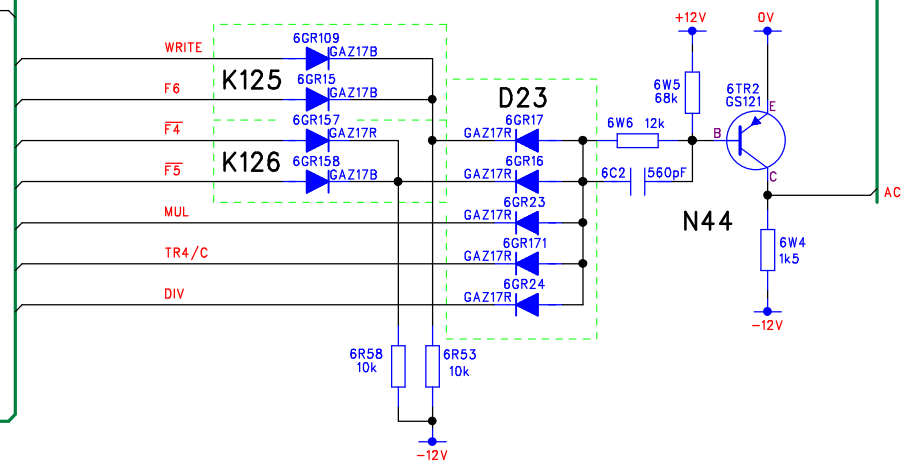 +12V
0V
6GR109
WRITE
GAZ17B
6GR15
K125
F6
GAZ17B
6W5
68k
6TR2
GS121
E
D23
6GR157
F4
GAZ17R
6GR17
GAZ17R
6W6 12k
B
K126
6GR158
F5
GAZ17B
6GR16
GAZ17R
6C2 560pF
C
AC
MUL
6GR23
GAZ17R
N44
TR4/C
6GR171
GAZ17R
6W4
1k5
DIV
6GR24
GAZ17R
-12V
6R58
10k
6R53
10k
-12V